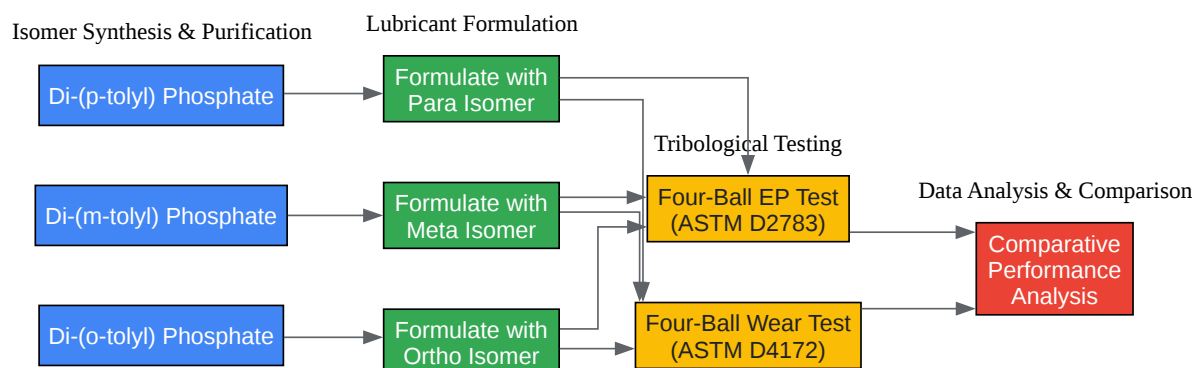 Isomer Synthesis & Purification
Di-(p-tolyl) Phosphate
Di-(m-tolyl) Phosphate
Di-(o-tolyl) Phosphate
Lubricant Formulation
Formulate with
Para Isomer
Formulate with
Meta Isomer
Formulate with
Ortho Isomer
Tribological Testing
Four-Ball EP Test
(ASTM D2783)
Four-Ball Wear Test
(ASTM D4172)
Data Analysis & Comparison
Comparative
Performance
Analysis